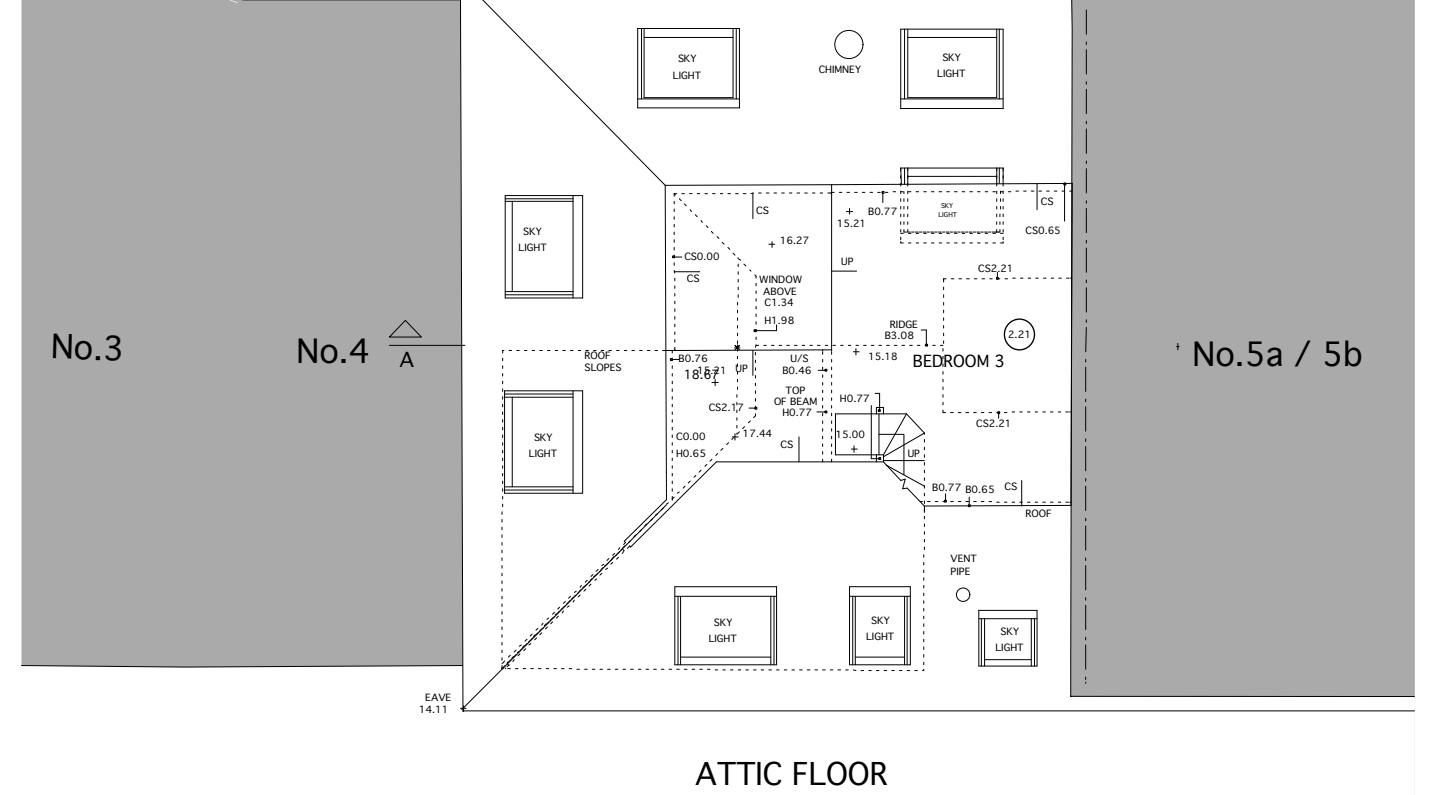 SKY
LIGHT
CHIMNEY
SKY
LIGHT
SKY
LIGHT
CS
B0.77
15.21
SKY
LIGHT
CS
CS0.65
16.27
CS0.00
CS
UP
CS2.21
WINDOW
ABOVE
C1.34
H1.98
RIDGE
B3.08
2.21
No.3
No.4
A
ROOF
SLOPES
B0.76
15.21
18.67
UP
U/S
B0.46
15.18
BEDROOM 3
No.5a / 5b
TOP
OF BEAM
H0.77
H0.77
CS2.17
CS2.21
SKY
LIGHT
C0.00
H0.65
17.44
CS
15.00
UP
B0.77
B0.65
CS
ROOF
VENT
PIPE
SKY
LIGHT
SKY
LIGHT
SKY
LIGHT
EAVE
14.11
ATTIC FLOOR